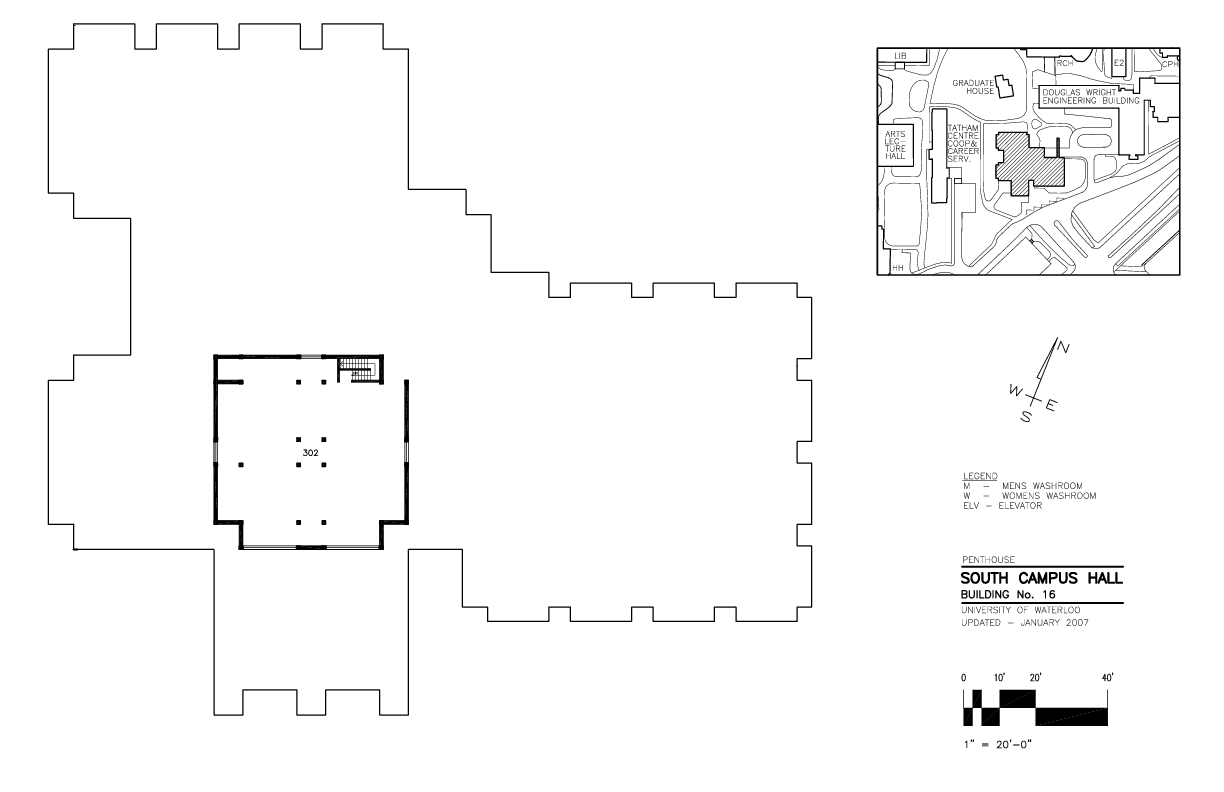 LIB
RCH
E2
CPH
GRADUATE
HOUSE
DOUGLAS WRIGHT
ENGINEERING BUILDING
ARTS
LEC-
TURE
HALL
TATHAM
CENTRE
COOP&
CAREER
SERV.
HH
N
W
E
S
302
LEGEND
M - MENS WASHROOM
W - WOMENS WASHROOM
ELV - ELEVATOR
PENTHOUSE
SOUTH CAMPUS HALL
BUILDING No. 16
UNIVERSITY OF WATERLOO
UPDATED - JANUARY 2007
0 10' 20' 40'
1" = 20'-0"